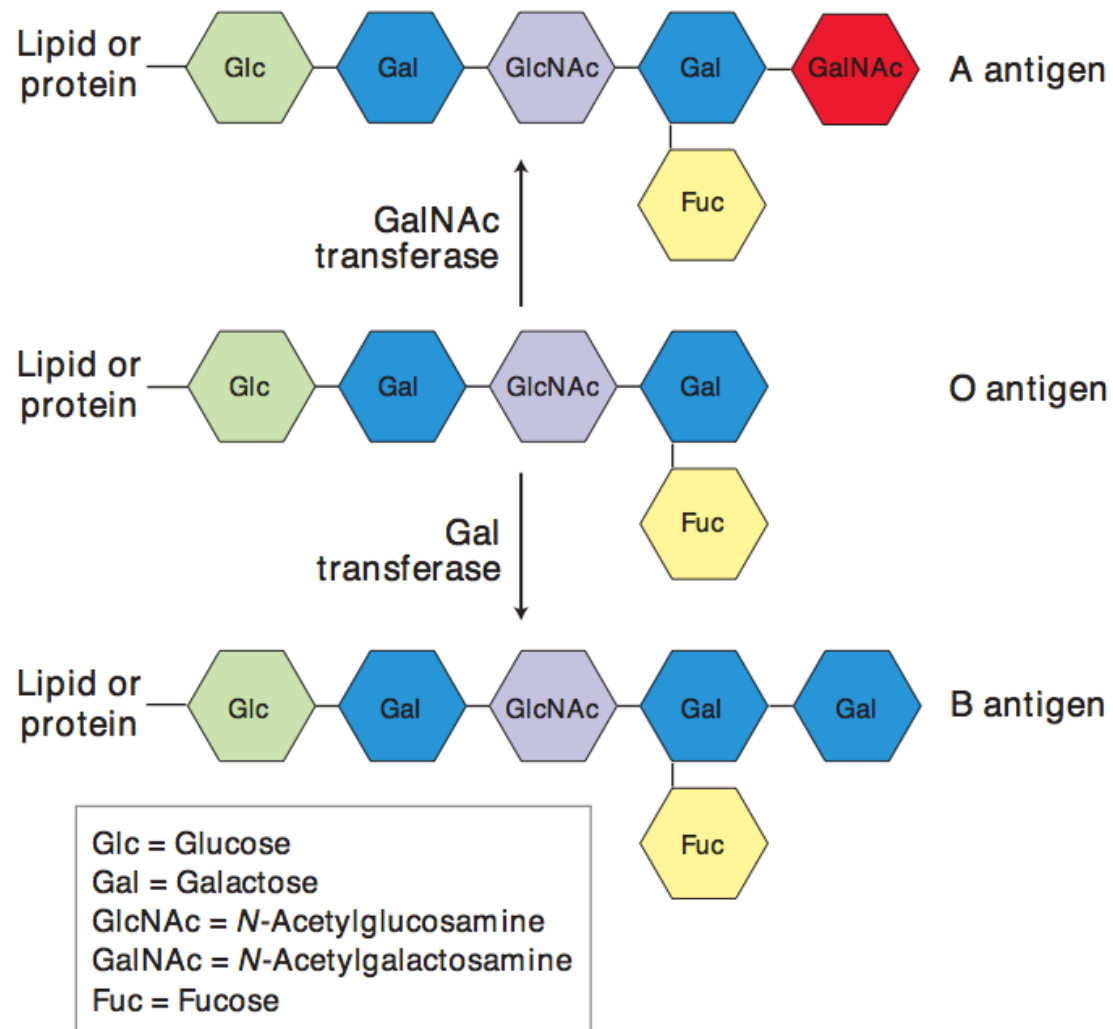 Lipid or
protein
Glc
Gal
GlcNAc
Gal
GalNAc
A antigen
Fuc
GalNAc
transferase
Lipid or
protein
Glc
Gal
GlcNAc
Gal
O antigen
Fuc
Gal
transferase
Lipid or
protein
Glc
Gal
GlcNAc
Gal
Gal
B antigen
Fuc
Glc = Glucose
Gal = Galactose
GlcNAc = N-Acetylglucosamine
GalNAc = N-Acetylgalactosamine
Fuc = Fucose